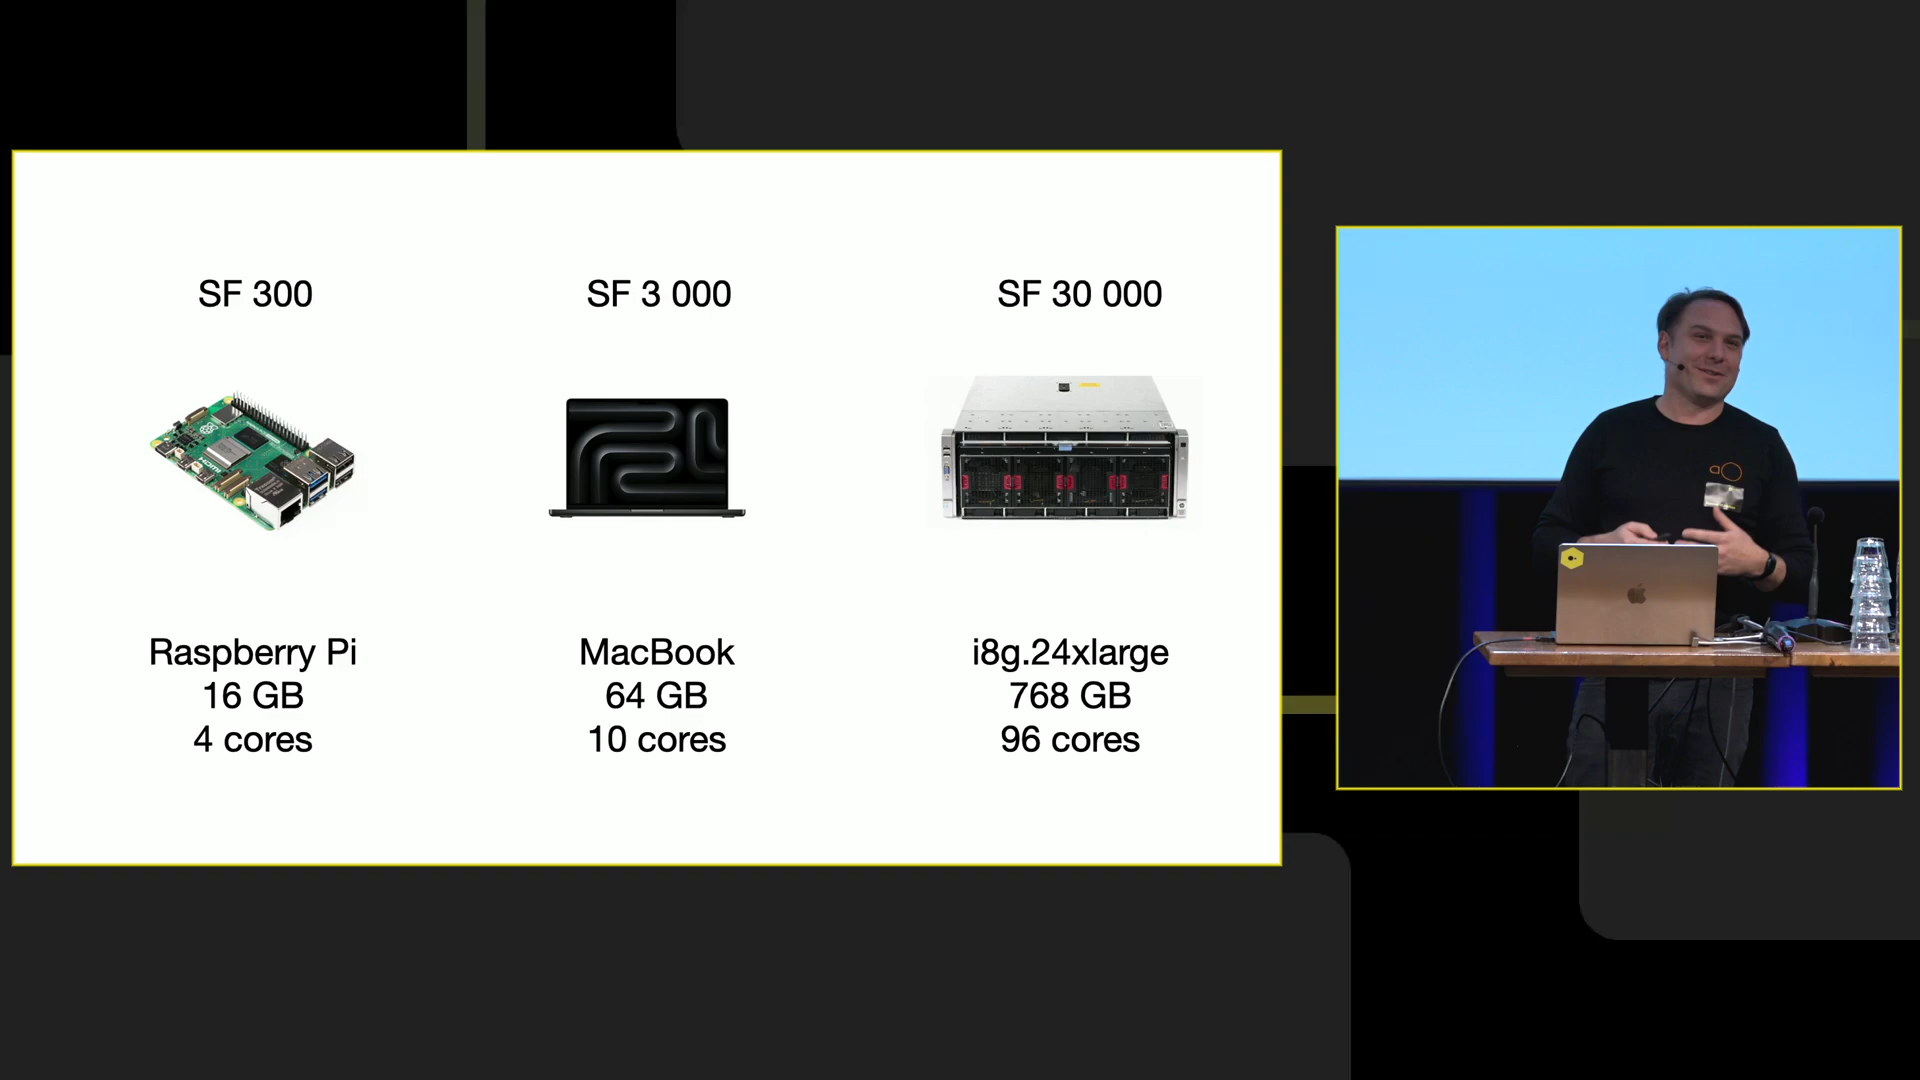 SF 300
SF 3 000
SF 30 000
Raspberry Pi
16 GB
4 cores
MacBook
64 GB
10 cores
i8g.24xlarge
768 GB
96 cores